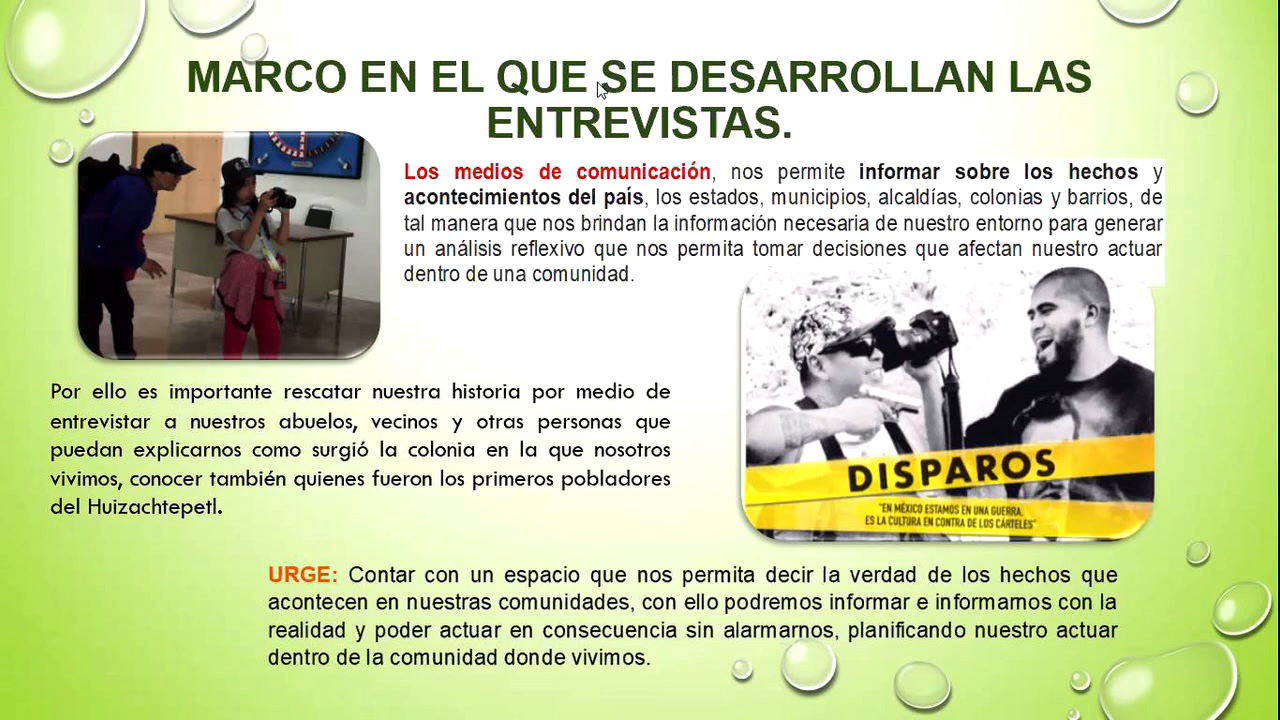 MARCO EN EL QUE SE DESARROLLAN LAS
ENTREVISTAS.
Los medios de comunicación, nos permite informar sobre los hechos y
acontecimientos del país, los estados, municipios, alcaldías, colonias y barrios, de
tal manera que nos brindan la información necesaria de nuestro entorno para generar
un análisis reflexivo que nos permita tomar decisiones que afectan nuestro actuar
dentro de una comunidad.
Por ello es importante rescatar nuestra historia por medio de
entrevistar a nuestros abuelos, vecinos y otras personas que
puedan explicarnos como surgió la colonia en la que nosotros
vivimos, conocer también quienes fueron los primeros pobladores
del Huizachtepetl.
DISPAROS
"EN MÉXICO ESTAMOS EN UNA GUERRA.
ES LA CULTURA EN CONTRA DE LOS CÁRTELES"
URGE: Contar con un espacio que nos permita decir la verdad de los hechos que
acontecen en nuestras comunidades, con ello podremos informar e informarnos con la
realidad y poder actuar en consecuencia sin alarmarnos, planificando nuestro actuar
dentro de la comunidad donde vivimos.